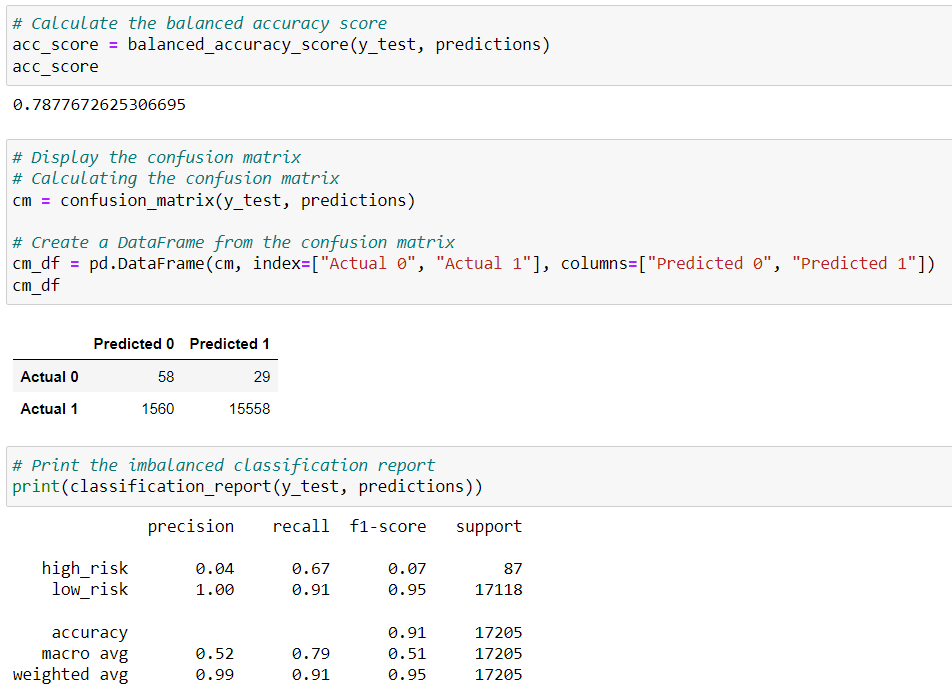 # Calculate the balanced accuracy score
acc_score = balanced_accuracy_score(y_test, predictions)
acc_score
0.7877672625306695
# Display the confusion matrix
# Calculating the confusion matrix
cm = confusion_matrix(y_test, predictions)
# Create a DataFrame from the confusion matrix
cm_df = pd.DataFrame(cm, index=["Actual 0", "Actual 1"], columns=["Predicted 0", "Predicted 1"])
cm_df
Predicted 0 Predicted 1
Actual 0 58 29
Actual 1 1560 15558
# Print the imbalanced classification report
print(classification_report(y_test, predictions))
precision recall f1-score support
high_risk 0.04 0.67 0.07 87
low_risk 1.00 0.91 0.95 17118
accuracy 0.91 17205
macro avg 0.52 0.79 0.51 17205
weighted avg 0.99 0.91 0.95 17205